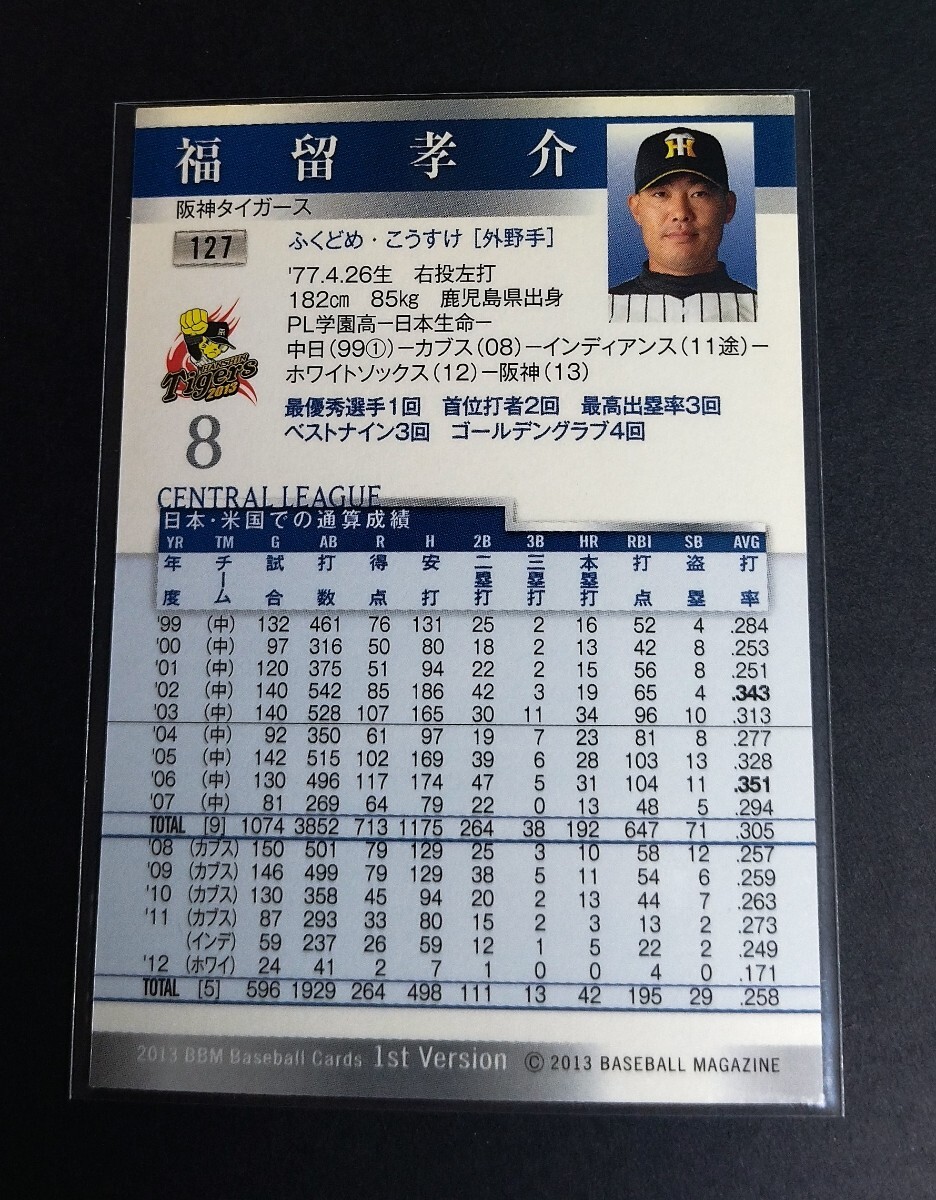 福留孝介
阪神タイガース
127
ふくどめ・こうすけ［外野手］
'77.4.26生　右投左打
182㎝　85㎏　鹿児島県出身
PL学園高－日本生命－
中日(99①)－カブス(08)－インディアンス(11途)－
ホワイトソックス(12)－阪神(13)
最優秀選手1回　首位打者2回　最高出塁率3回
ベストナイン3回　ゴールデングラブ4回
HANSHIN
Tigers
2013
8
CENTRAL LEAGUE
日本・米国での通算成績
YR TM G AB R H 2B 3B HR RBI SB AVG
年度 チーム 試合 打数 得点 安打 二塁打 三塁打 本塁打 打点 盗塁 打率
'99 (中) 132 461 76 131 25 2 16 52 4 .284
'00 (中) 97 316 50 80 18 2 13 42 8 .253
'01 (中) 120 375 51 94 22 2 15 56 8 .251
'02 (中) 140 542 85 186 42 3 19 65 4 .343
'03 (中) 140 528 107 165 30 11 34 96 10 .313
'04 (中) 92 350 61 97 19 7 23 81 8 .277
'05 (中) 142 515 102 169 39 6 28 103 13 .328
'06 (中) 130 496 117 174 47 5 31 104 11 .351
'07 (中) 81 269 64 79 22 0 13 48 5 .294
TOTAL [9] 1074 3852 713 1175 264 38 192 647 71 .305
'08 (カブス) 150 501 79 129 25 3 10 58 12 .257
'09 (カブス) 146 499 79 129 38 5 11 54 6 .259
'10 (カブス) 130 358 45 94 20 2 13 44 7 .263
'11 (カブス) 87 293 33 80 15 2 3 13 2 .273
(インデ) 59 237 26 59 12 1 5 22 2 .249
'12 (ホワイ) 24 41 2 7 1 0 0 4 0 .171
TOTAL [5] 596 1929 264 498 111 13 42 195 29 .258
2013 BBM Baseball Cards 1st Version © 2013 BASEBALL MAGAZINE